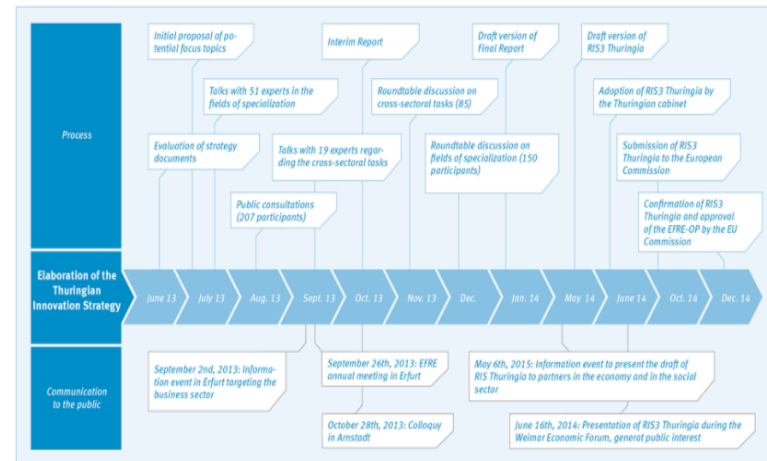 Initial proposal of po-
tential focus topics
Interim Report
Draft version of
Final Report
Draft version of
RIS3 Thuringia
Talks with 51 experts in the
fields of specialization
Roundtable discussion on
cross-sectoral tasks (85)
Adoption of RIS3 Thuringia by
the Thuringian cabinet
Process
Evaluation of strategy
documents
Talks with 19 experts regar-
ding the cross-sectoral tasks
Roundtable discussion on
fields of specialization (150
participants)
Submission of RIS3
Thuringia to the European
Commission
Public consultations
(207 participants)
Confirmation of RIS3
Thuringia and approval
of the EFRE-OP by the EU
Commission
Elaboration of the
Thuringian
Innovation Strategy
June 13
July 13
Aug. 13
Sept. 13
Oct. 13
Nov. 13
Dec.
Jan. 14
May 14
June 14
Oct. 14
Dec. 14
Communication
to the public
September 2nd, 2013: Informa-
tion event in Erfurt targeting the
business sector
September 26th, 2013: EFRE
annual meeting in Erfurt
May 6th, 2015: Information event to present the draft of
RIS Thuringia to partners in the economy and in the social
sector
October 28th, 2013: Colloquy
in Arnstadt
June 16th, 2014: Presentation of RIS3 Thuringia during the
Weimar Economic Forum, general public interest